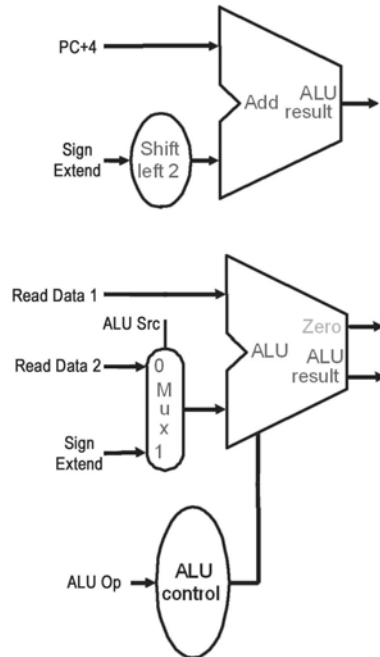 PC+4
Add
ALU
result
Sign
Extend
Shift
left 2
Read Data 1
ALU Src
Zero
Read Data 2
0
M
u
x
1
ALU
ALU
result
Sign
Extend
ALU Op
ALU
control